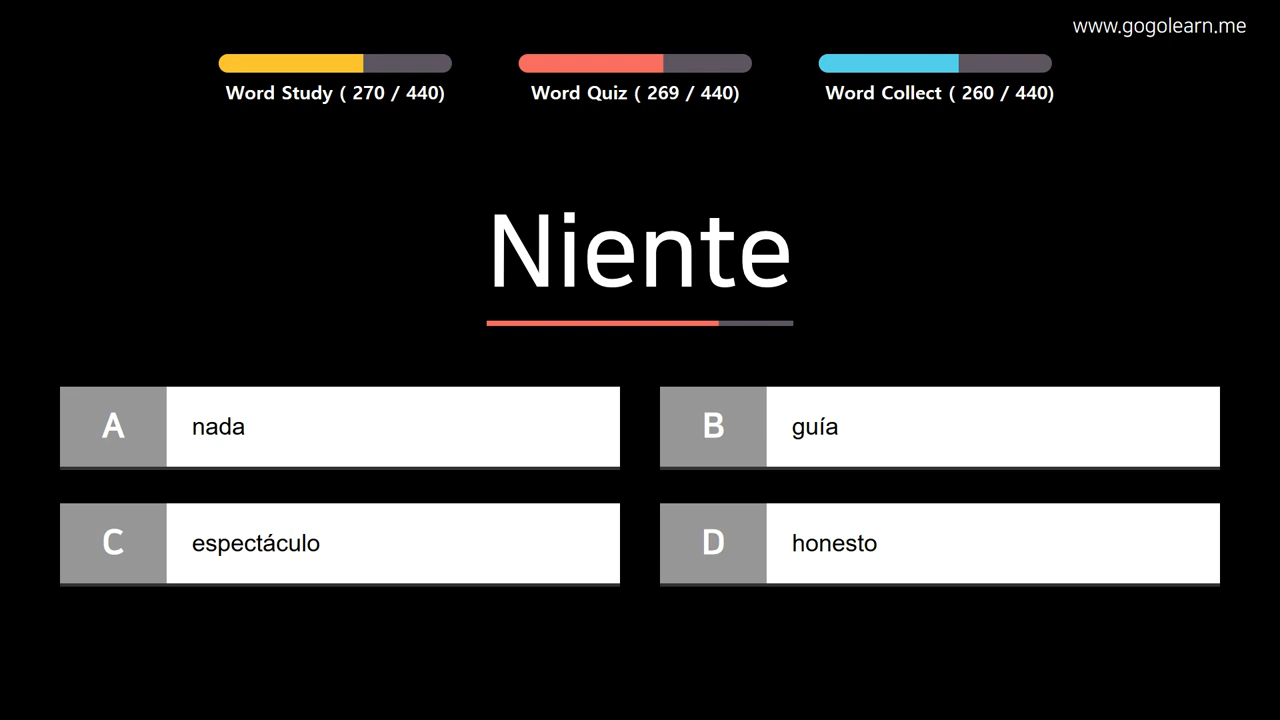 www.gogolearn.me
Word Study ( 270 / 440)
Word Quiz ( 269 / 440)
Word Collect ( 260 / 440)
Niente
A nada
B guía
C espectáculo
D honesto